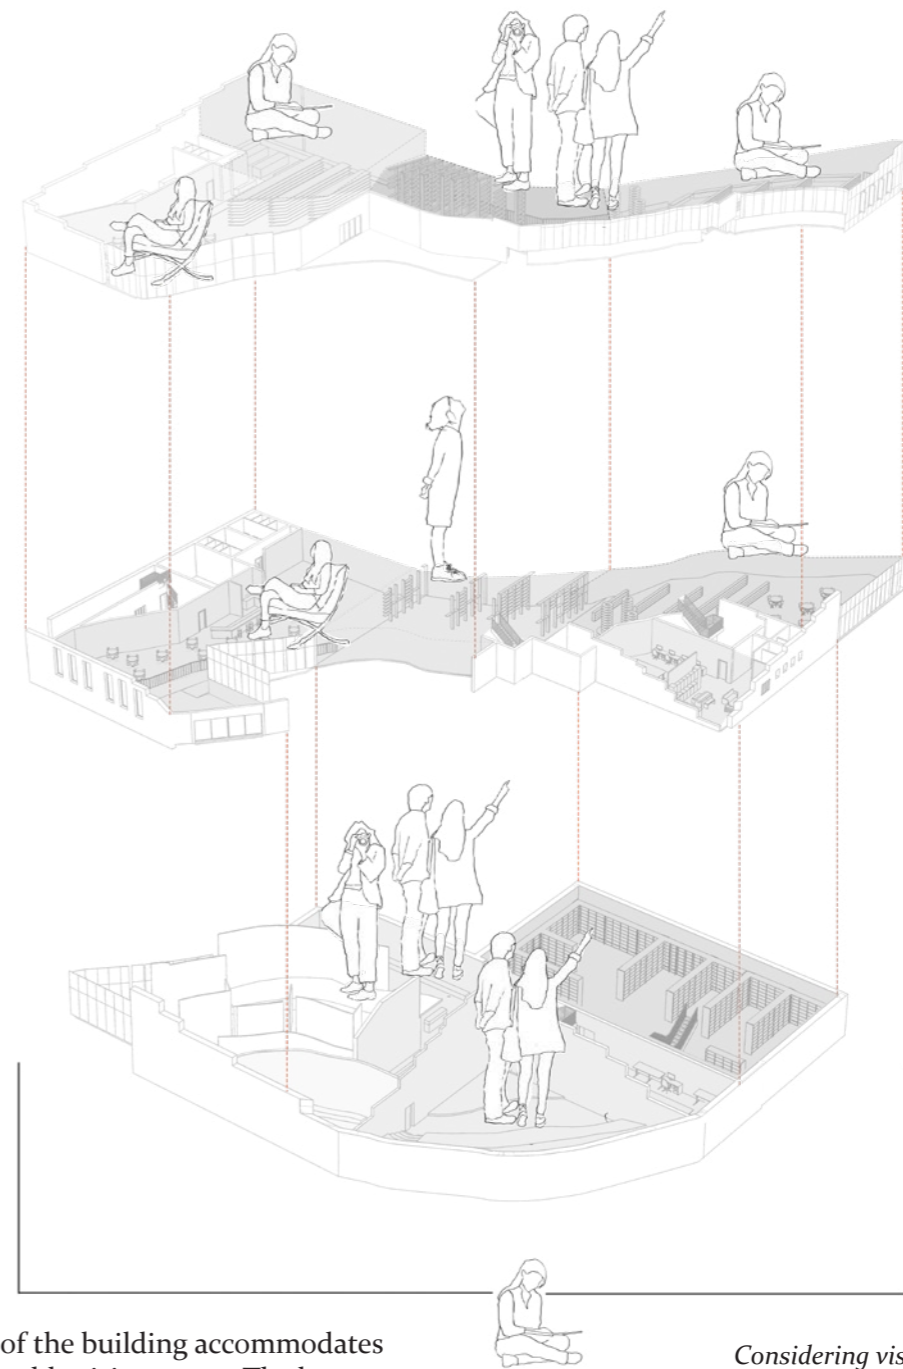 of the building accommodates
Considering vis